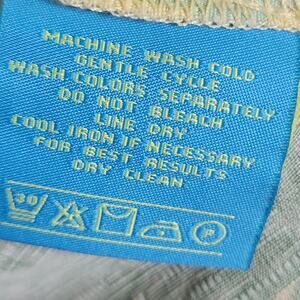 MACHINE WASH COLD
GENTLE CYCLE
WASH COLORS SEPARATELY
DO NOT BLEACH
LINE DRY
COOL IRON IF NECESSARY
FOR BEST RESULTS
DRY CLEAN
30 P